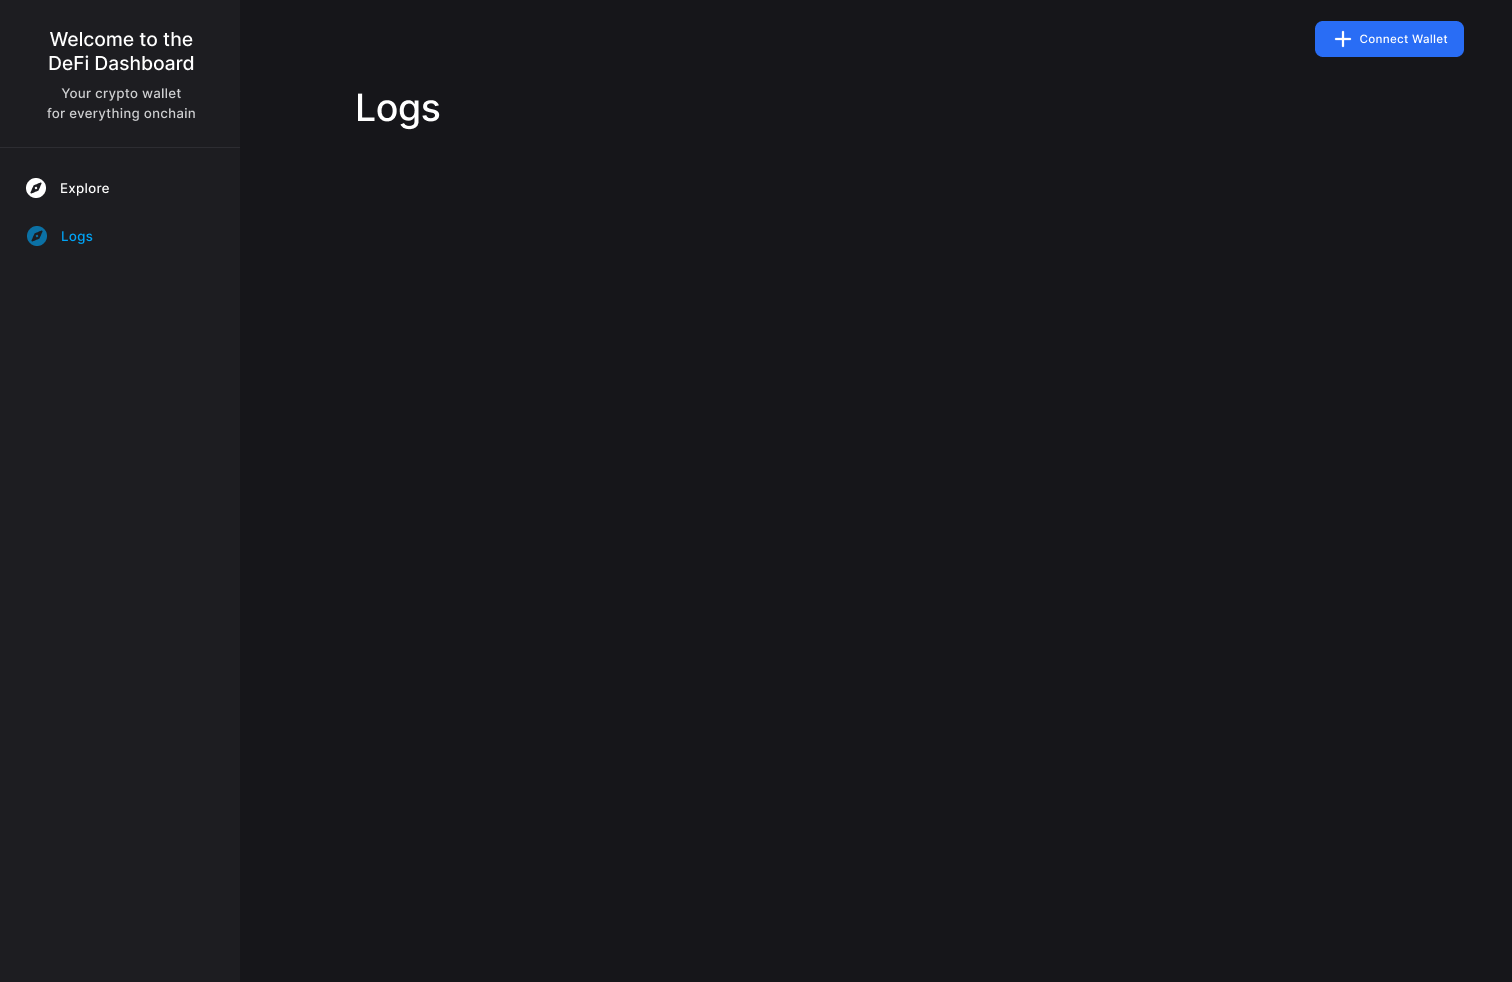 Welcome to the
DeFi Dashboard
Your crypto wallet
for everything onchain
Explore
Logs
Connect Wallet
Logs